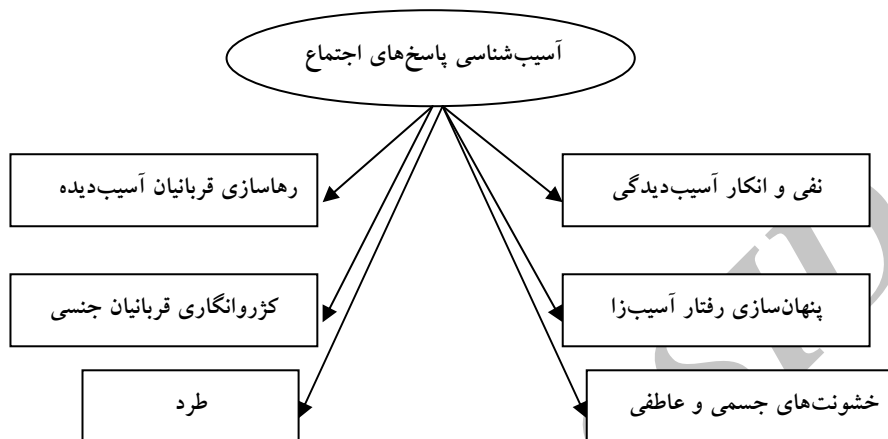 آسیب‌شناسی پاسخ‌های اجتماع
نفی و انکار آسیب‌دیدگی
رهاسازی قربانیان آسیب‌دیده
پنهان‌سازی رفتار آسیب‌زا
کژروانگاری قربانیان جنسی
خشونت‌های جسمی و عاطفی
طرد